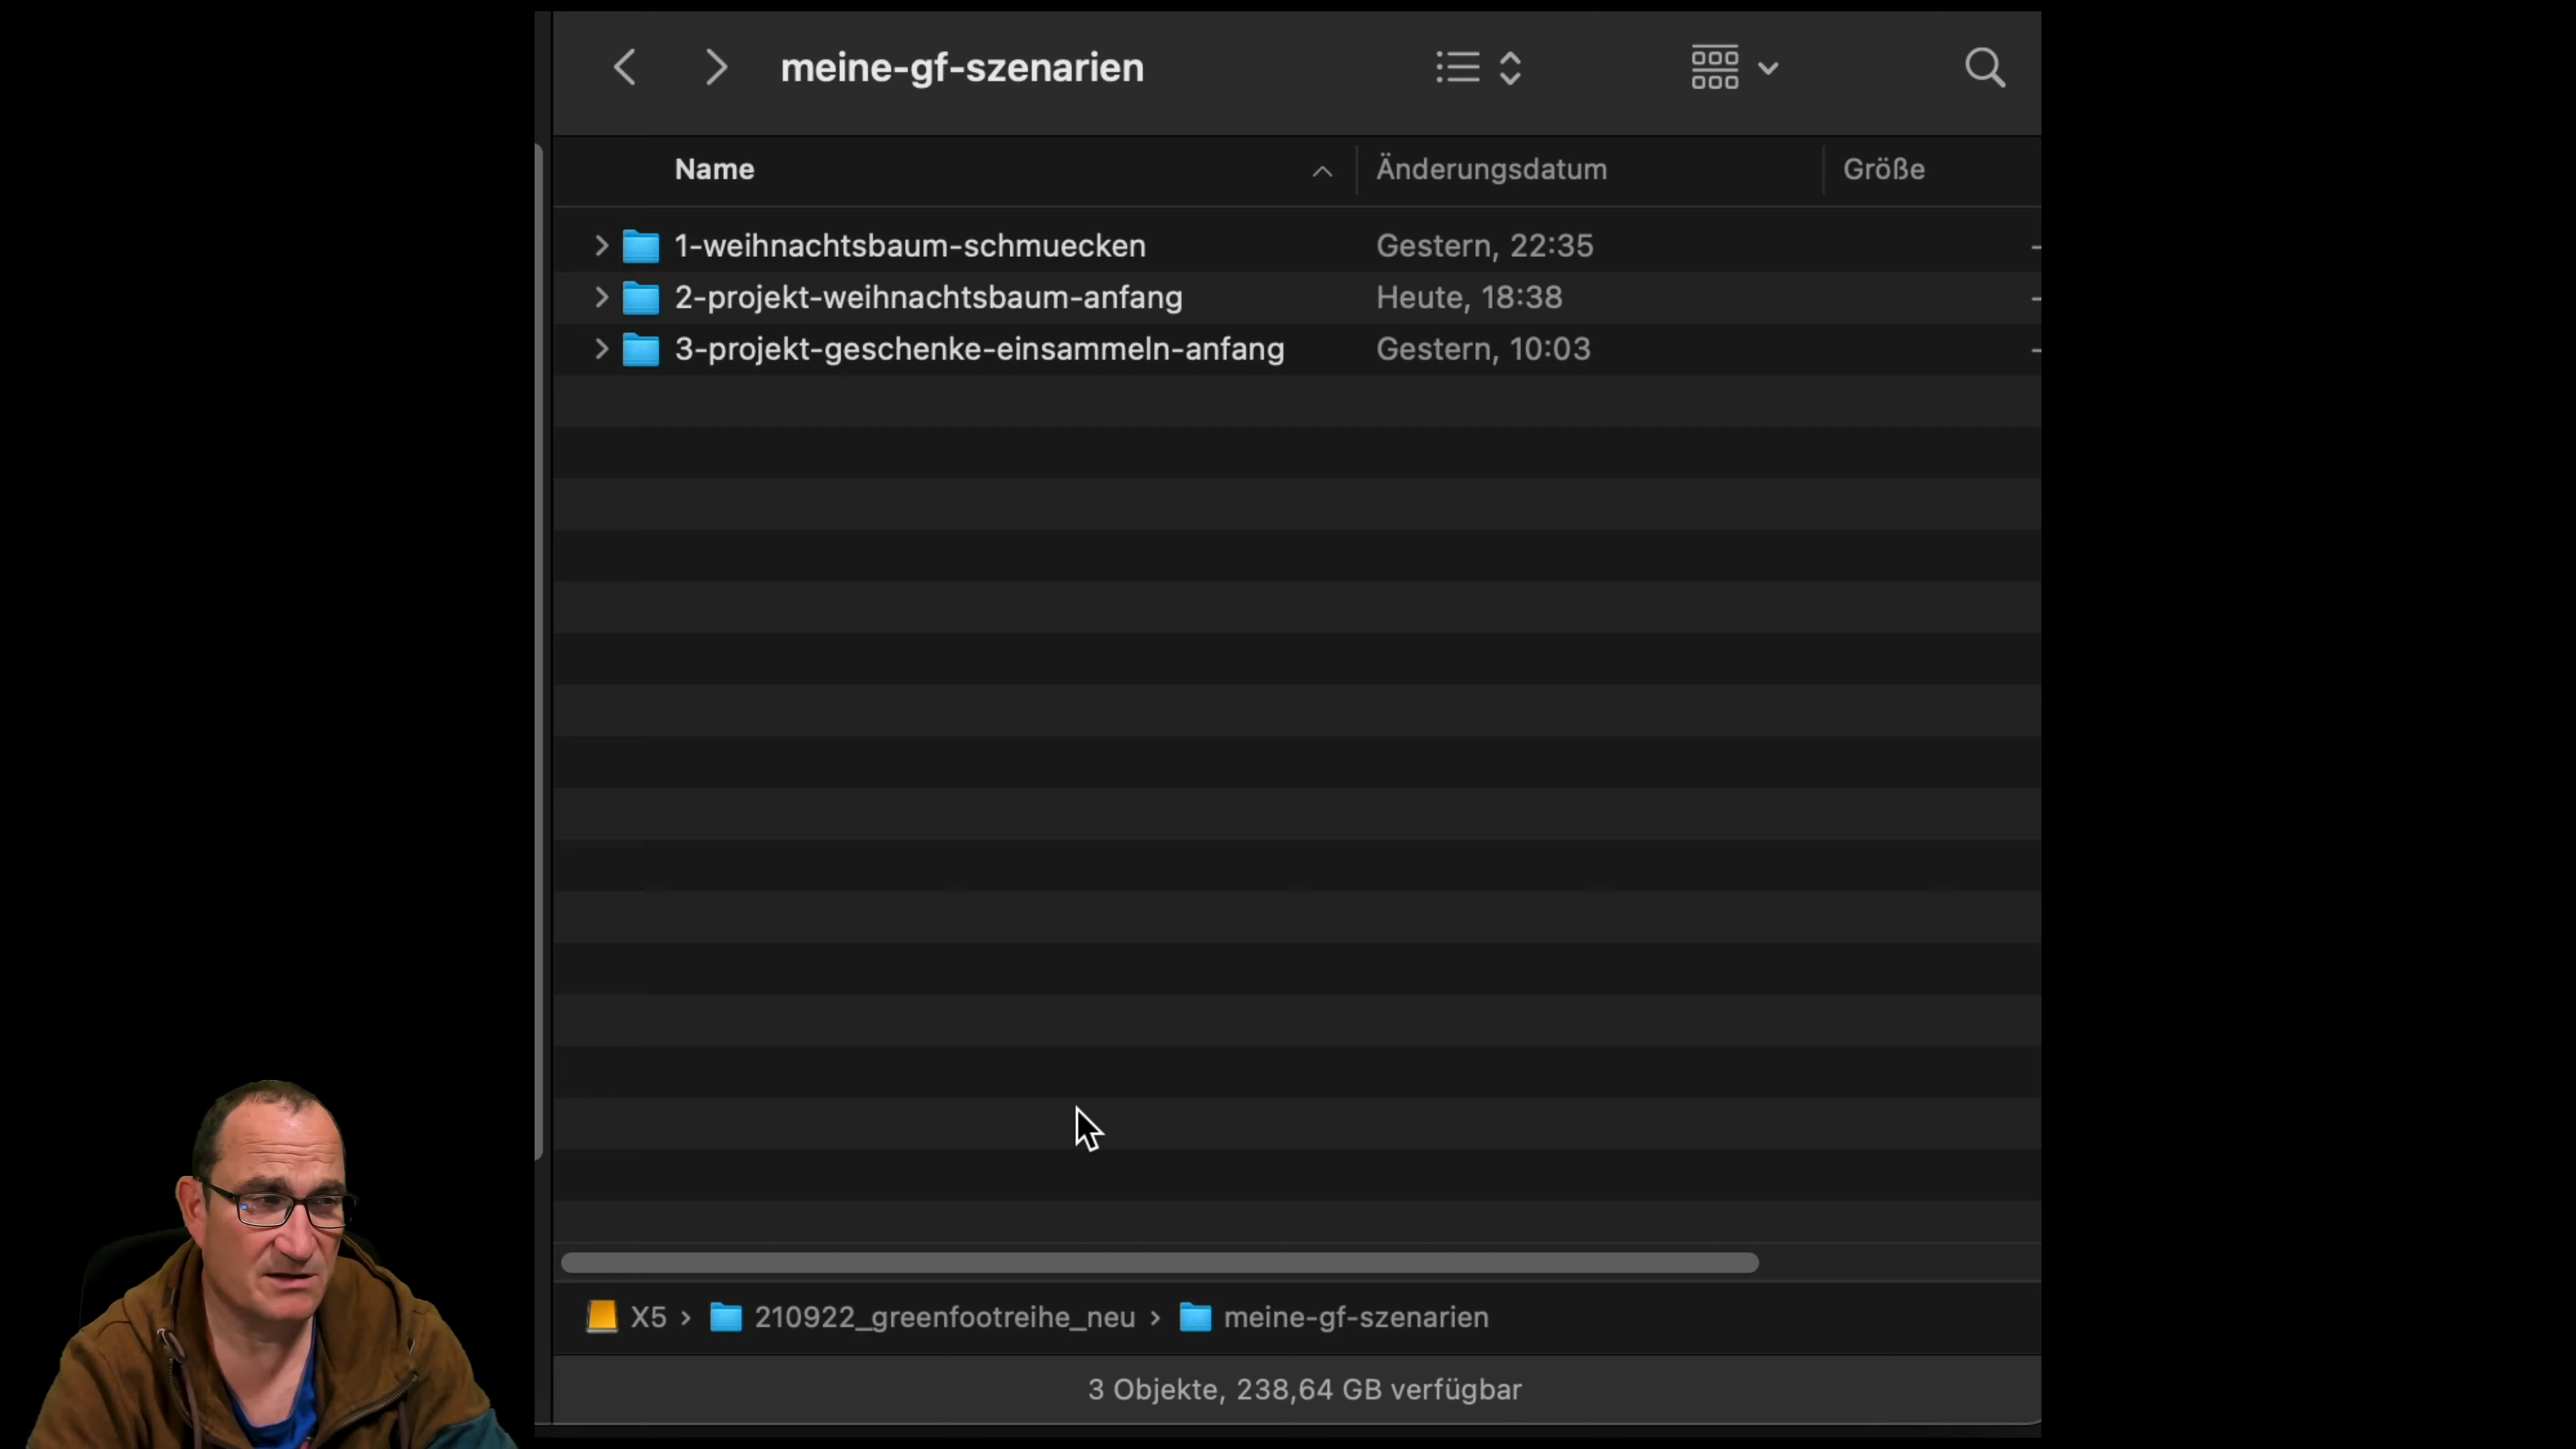 meine-gf-szenarien
Name Änderungsdatum Größe
1-weihnachtsbaum-schmuecken Gestern, 22:35
2-projekt-weihnachtsbaum-anfang Heute, 18:38
3-projekt-geschenke-einsammeln-anfang Gestern, 10:03
X5 › 210922_greenfootreihe_neu › meine-gf-szenarien
3 Objekte, 238,64 GB verfügbar